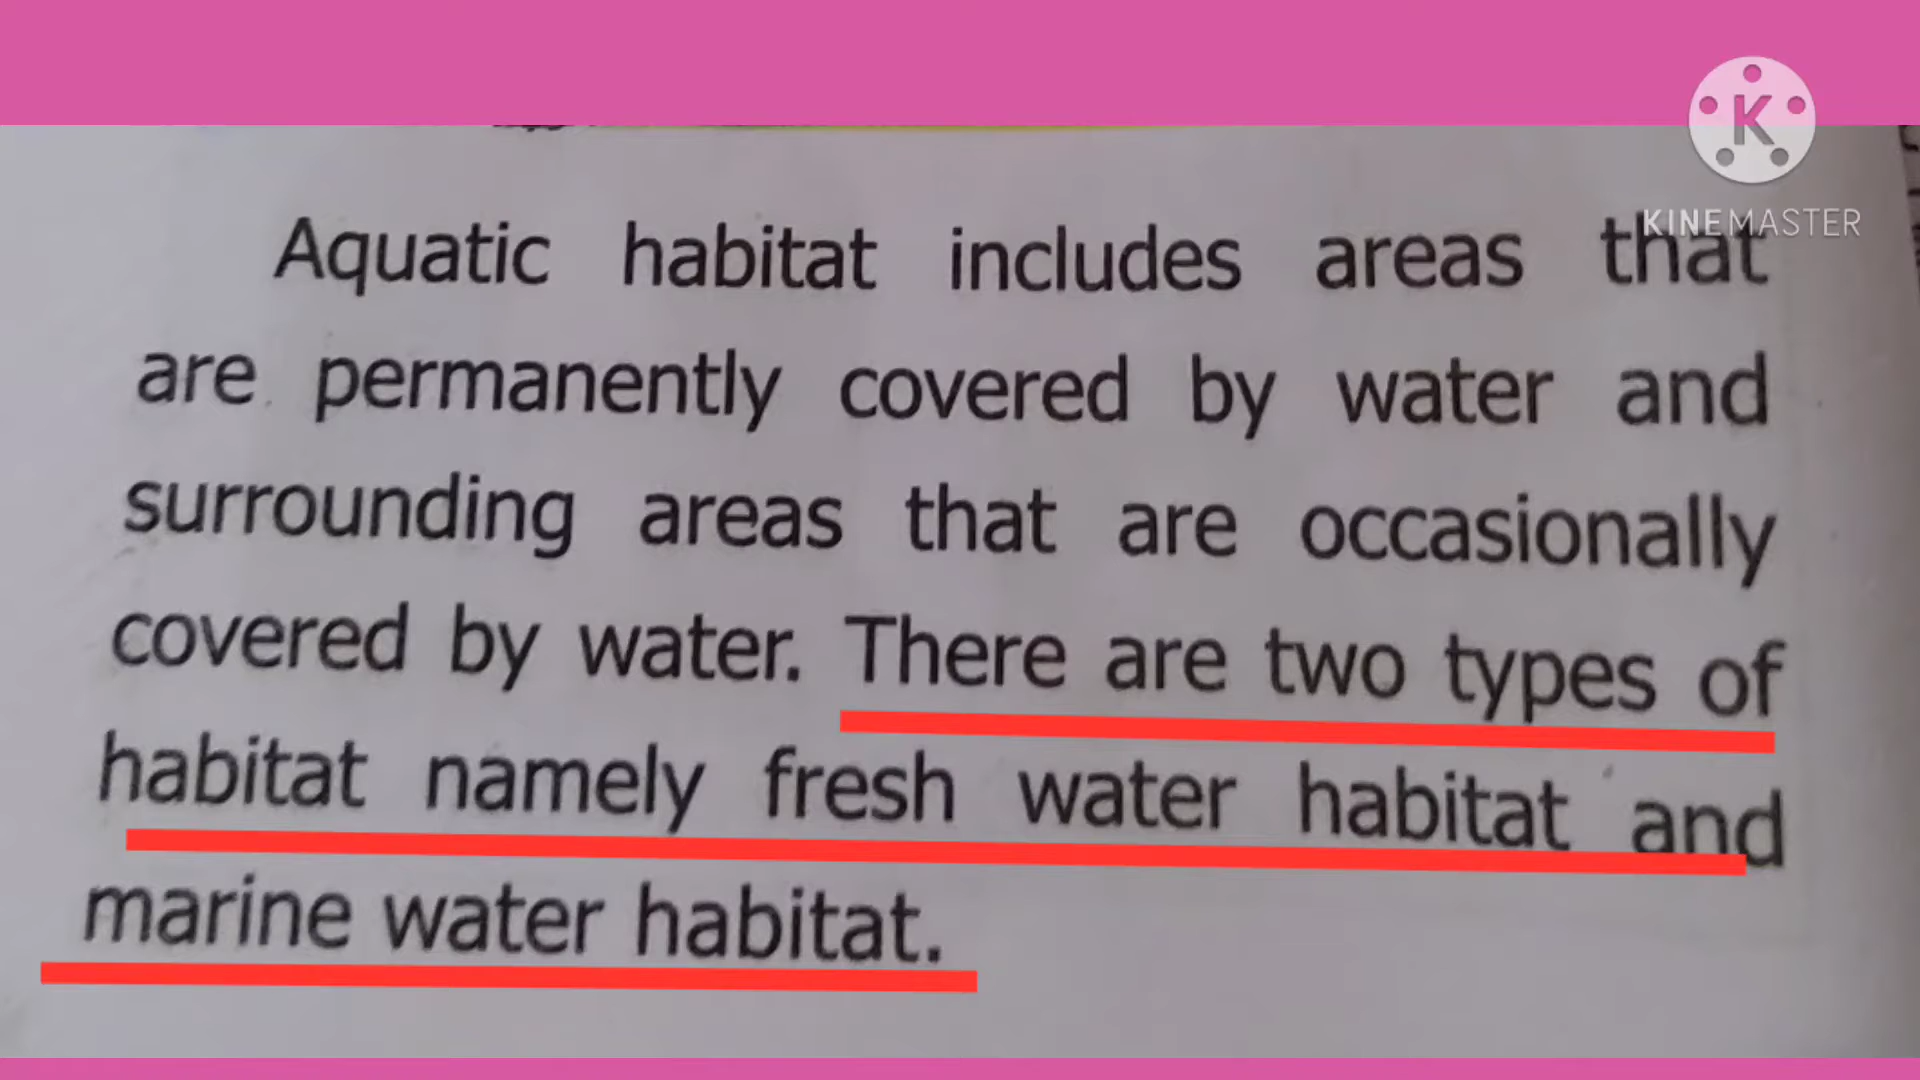 K
KINEMASTER
Aquatic habitat includes areas that
are permanently covered by water and
surrounding areas that are occasionally
covered by water. There are two types of
habitat namely fresh water habitat and
marine water habitat.